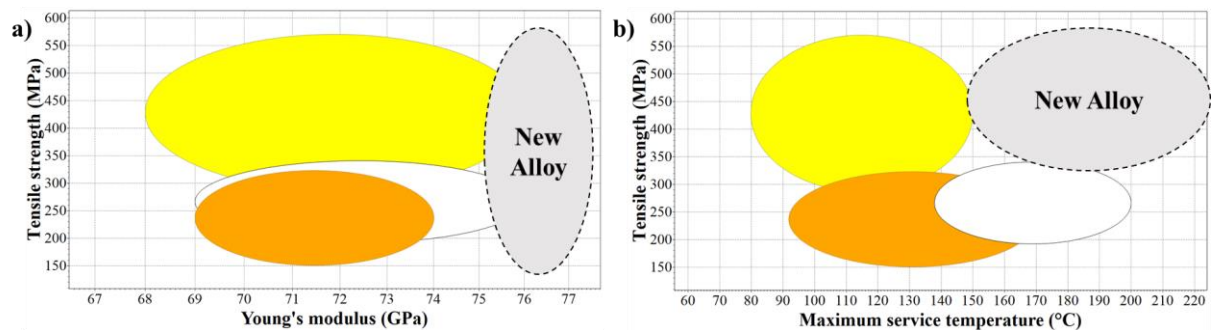 a)
Tensile strength (MPa)
600
550
500
450
400
350
300
250
200
150
New
Alloy
67 68 69 70 71 72 73 74 75 76 77
Young's modulus (GPa)
b)
Tensile strength (MPa)
600
550
500
450
400
350
300
250
200
150
New Alloy
60 70 80 90 100 110 120 130 140 150 160 170 180 190 200 210 220
Maximum service temperature (°C)